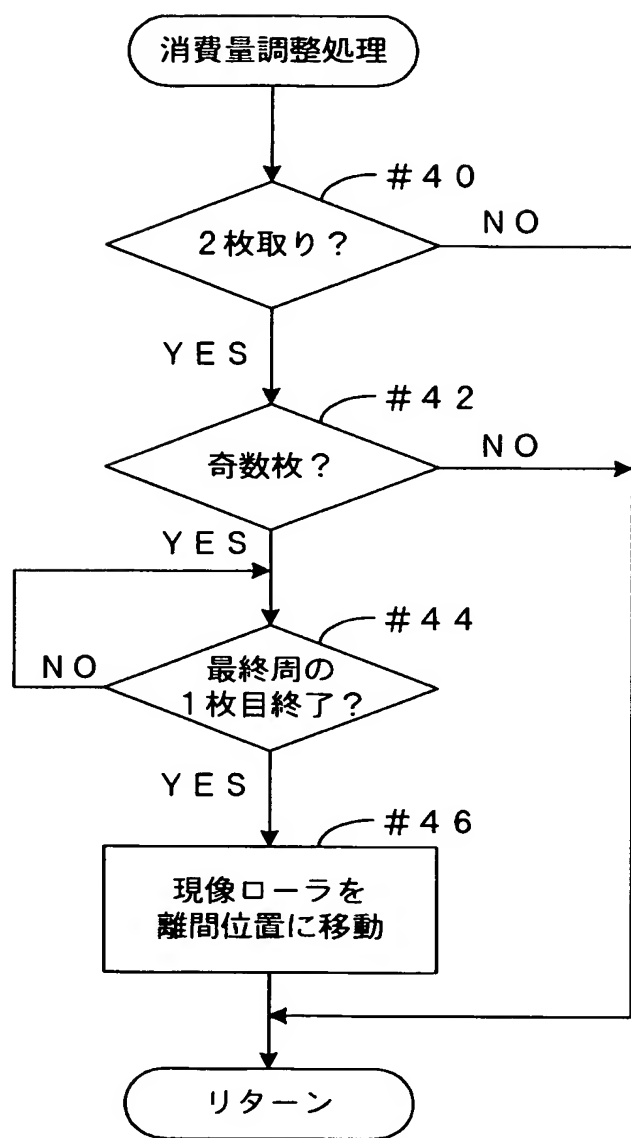 消費量調整処理
#40
2枚取り?
NO
YES
#42
奇数枚?
NO
YES
#44
NO
最終周の
1枚目終了?
YES
#46
現像ローラを
離間位置に移動
リターン